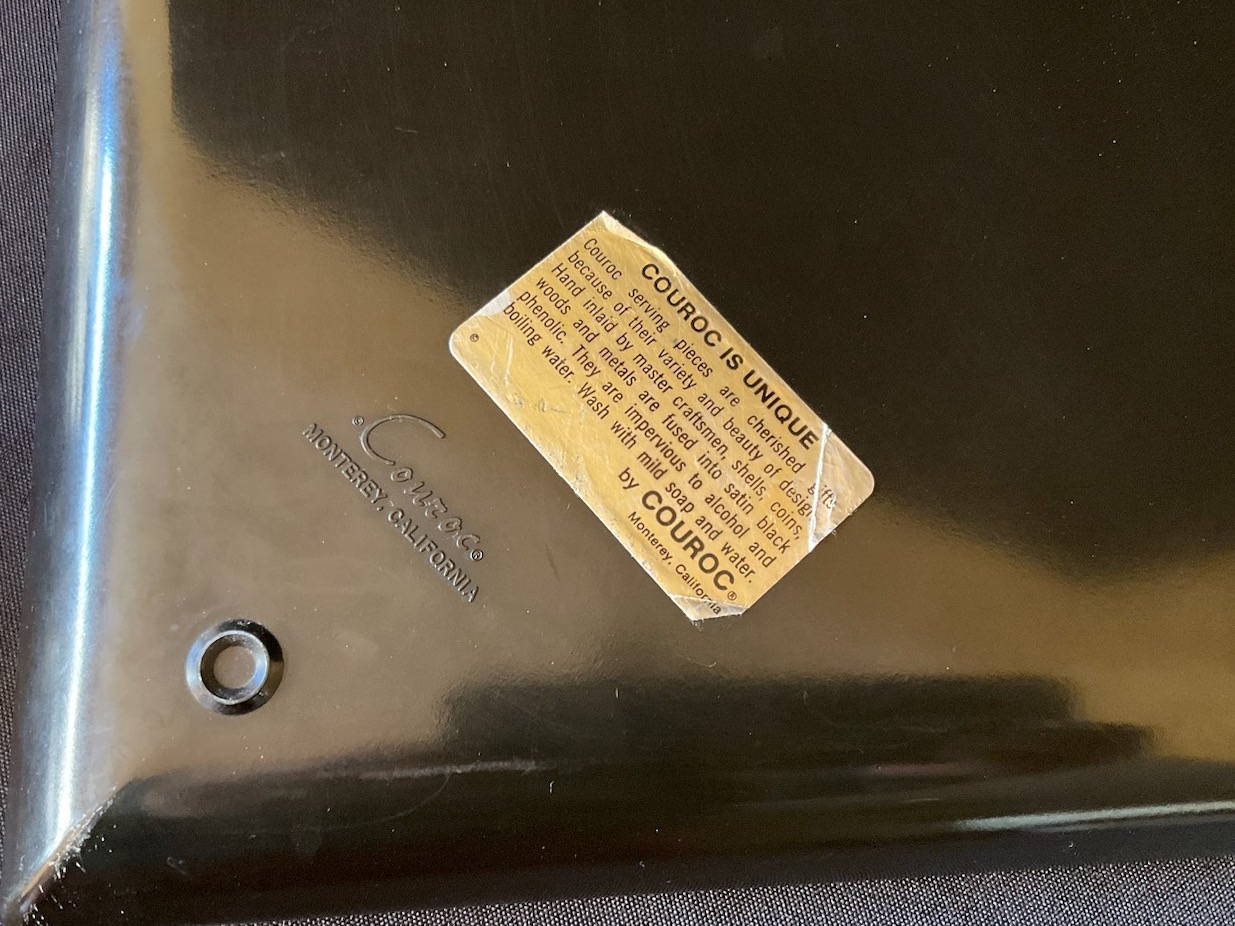 COUROC IS UNIQUE
Couroc serving pieces are cherished gifts
because of their variety and beauty of design.
Hand inlaid by master craftsmen, shells, coins,
woods and metals are fused into satin black
phenolic. They are impervious to alcohol and
boiling water. Wash with mild soap and water.
© by COUROC®
Monterey, California
© Couroc®
MONTEREY, CALIFORNIA